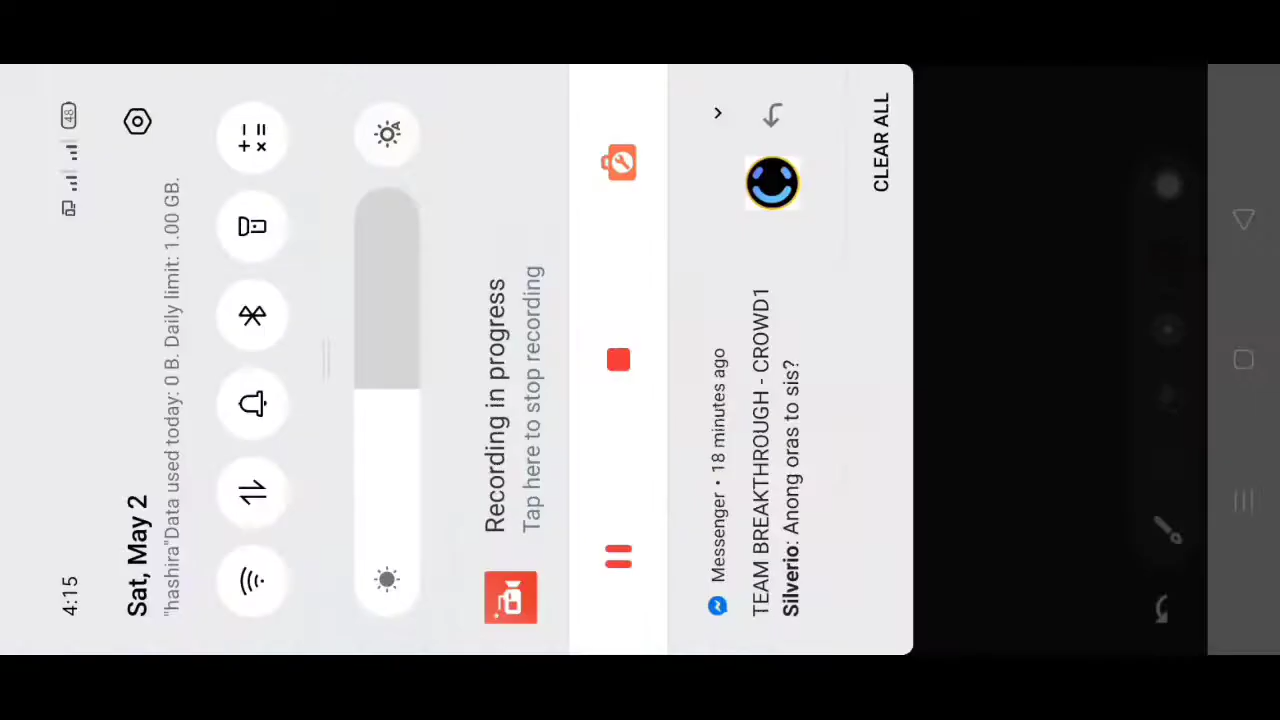 4:15
48
Sat, May 2
"hashira"Data used today: 0 B. Daily limit: 1.00 GB.
A
Recording in progress
Tap here to stop recording
Messenger • 18 minutes ago
TEAM BREAKTHROUGH - CROWD1
Silverio: Anong oras to sis?
CLEAR ALL